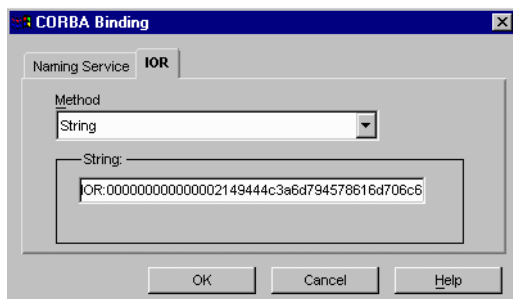 CORBA Binding
Naming Service IOR
Method
String
String:
IOR:000000000000002149444c3a6d794578616d706c6
OK Cancel Help